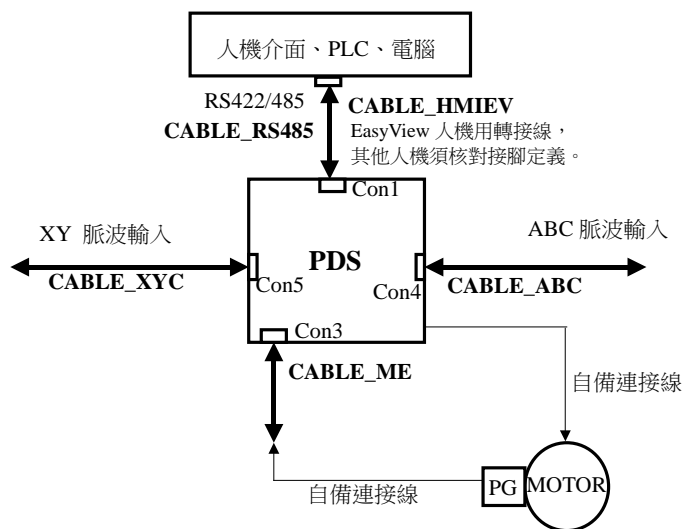 人機介面、PLC、電腦
RS422/485
CABLE_RS485
CABLE_HMIEV
EasyView 人機用轉接線，
其他人機須核對接腳定義。
Con1
XY 脈波輸入
CABLE_XYC
Con5
PDS
Con4
ABC 脈波輸入
CABLE_ABC
Con3
CABLE_ME
自備連接線
自備連接線
PG
MOTOR